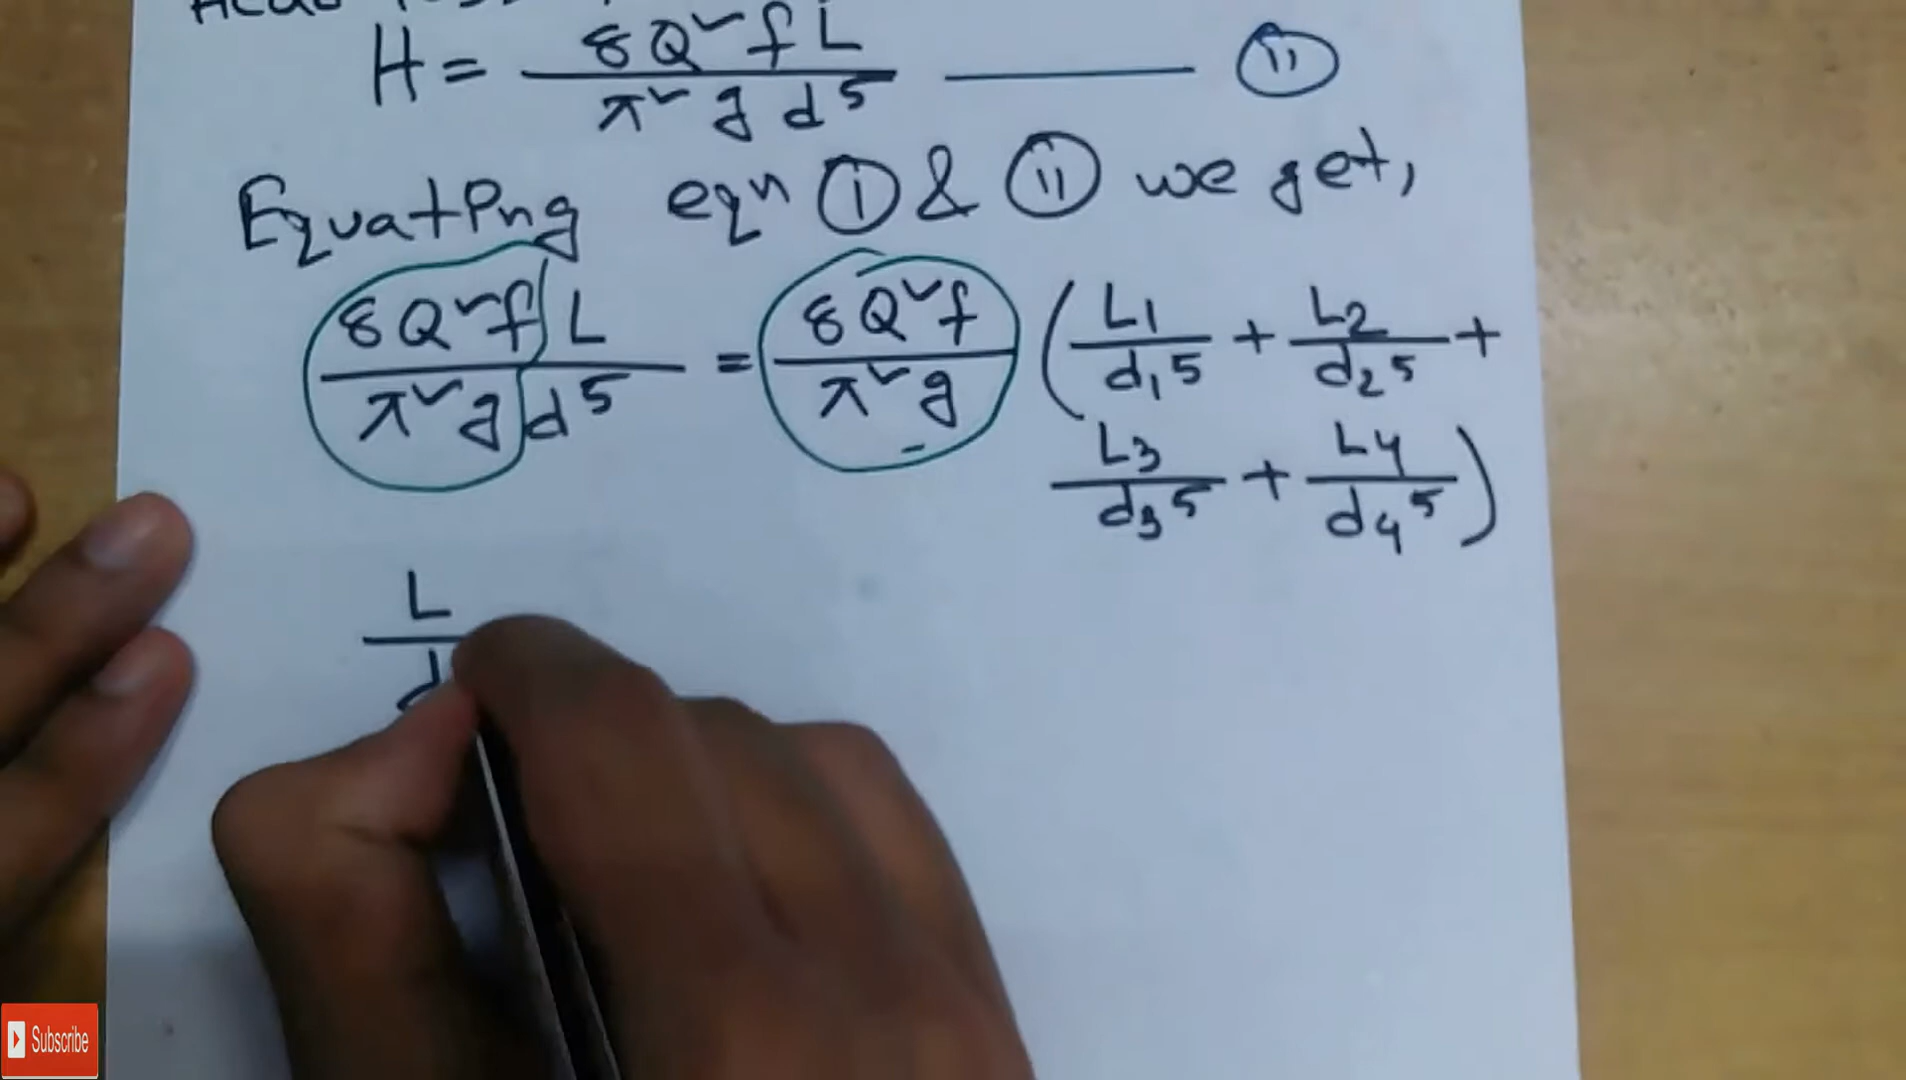 H = 8Q²fL / π²gd⁵ —— (ii)
Equating eqn (i) & (ii) we get,
8Q²fL / π²gd⁵ = 8Q²f / π²g ( L1 / d1⁵ + L2 / d2⁵ +
L3 / d3⁵ + L4 / d4⁵ )
L / d
Subscribe